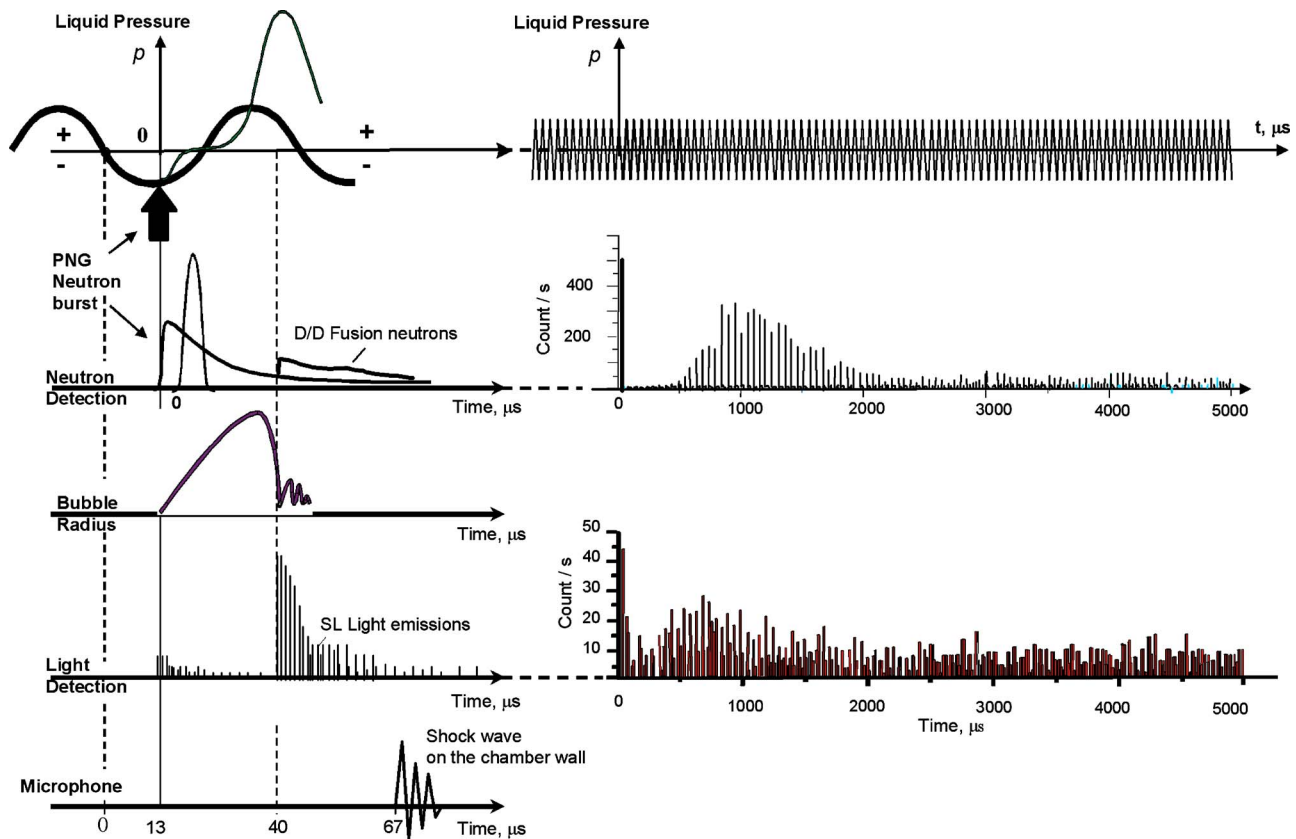 Liquid Pressure
p
0
+
-
+
-
PNG
Neutron
burst
D/D Fusion neutrons
Neutron
Detection
0
Time, μs
Bubble
Radius
Time, μs
SL Light emissions
Light
Detection
Time, μs
Shock wave
on the chamber wall
Microphone
0
13
40
67
Time, μs
Liquid Pressure
p
t, μs
Count / s
400
200
0
1000
2000
3000
4000
5000
Count / s
50
40
30
20
10
0
1000
2000
3000
4000
5000
Time, μs